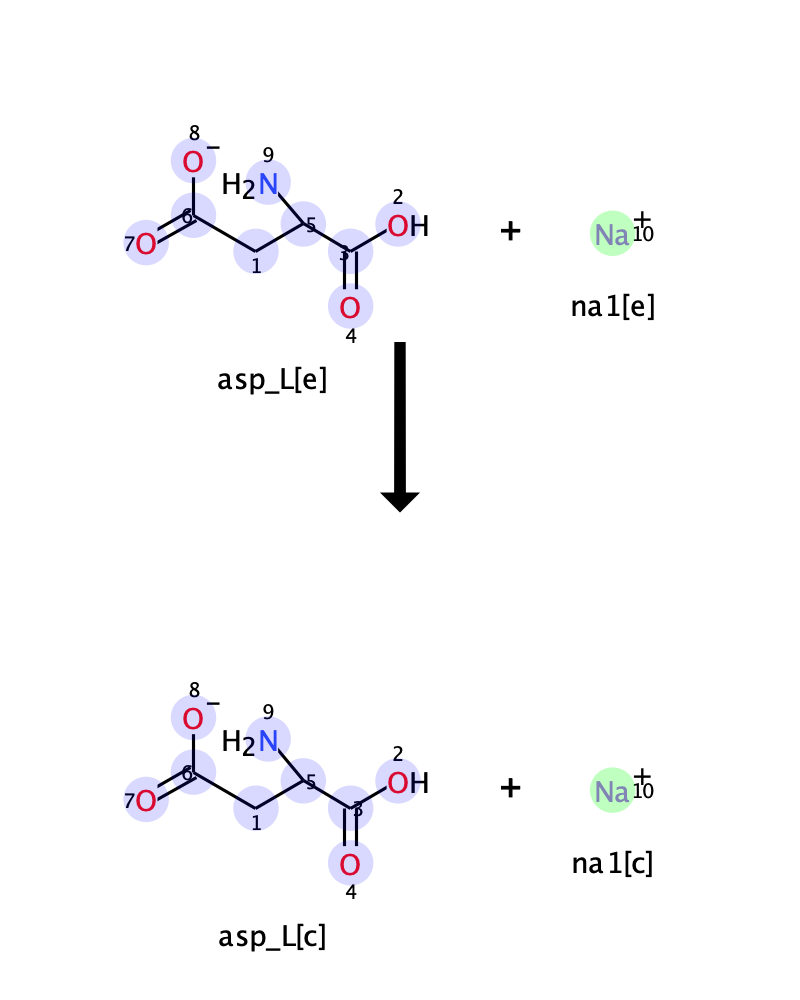 8
O −
9
H2N
2
OH
6
5
7O
1
3
+
Na +
10
O
4
na1[e]
asp_L[e]
8
O −
9
H2N
2
OH
6
5
7O
1
3
+
Na +
10
O
4
na1[c]
asp_L[c]